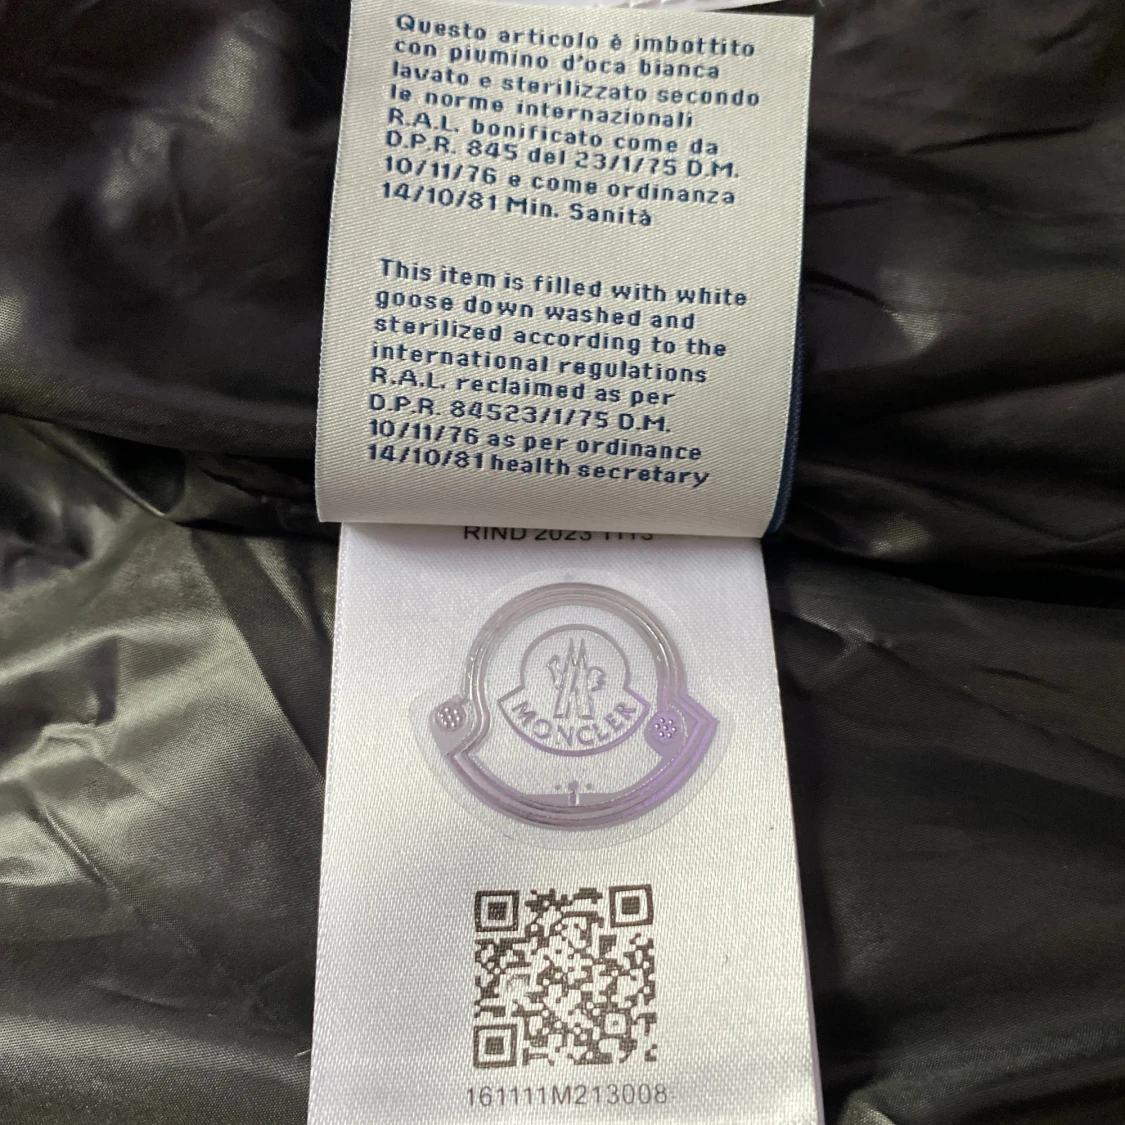 Questo articolo è imbottito
con piumino d'oca bianca
lavato e sterilizzato secondo
le norme internazionali
R.A.L. bonificato come da
D.P.R. 845 del 23/1/75 D.M.
10/11/76 e come ordinanza
14/10/81 Min. Sanità
This item is filled with white
goose down washed and
sterilized according to the
international regulations
R.A.L. reclaimed as per
D.P.R. 84523/1/75 D.M.
10/11/76 as per ordinance
14/10/81 health secretary
RIND 2023
MONCLER
161111M213008